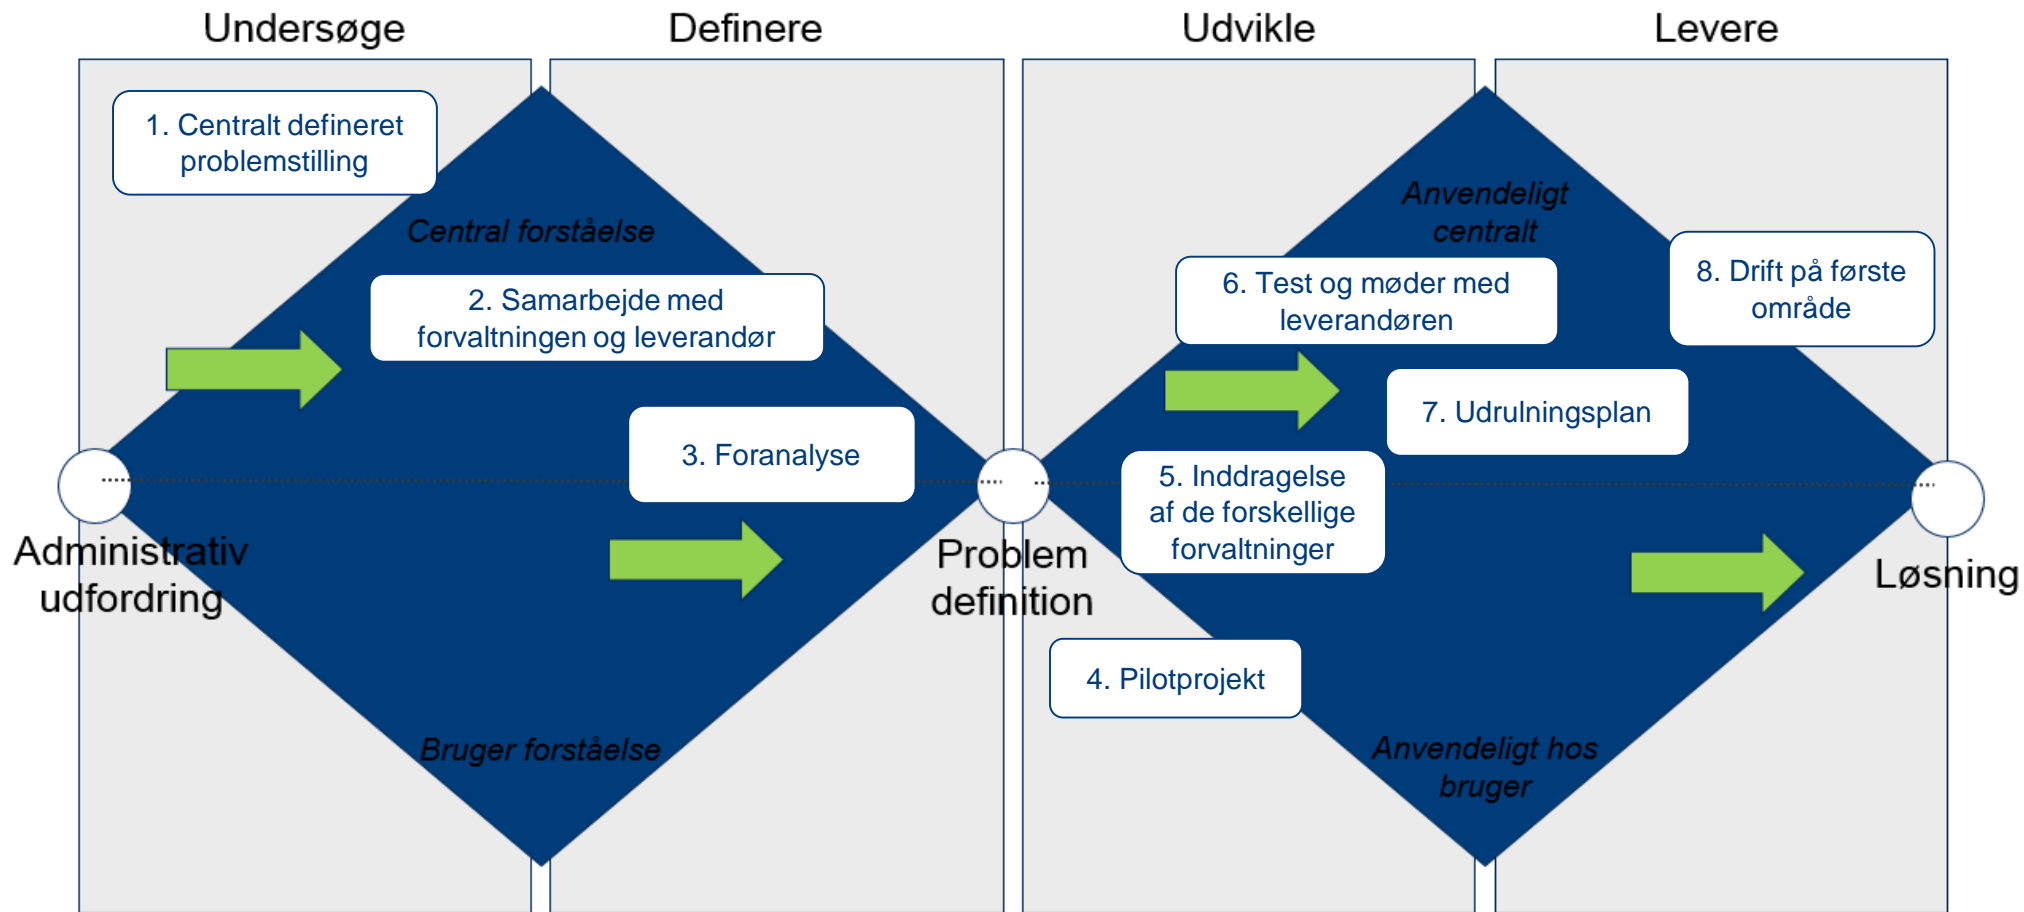 Undersøge
Definere
Udvikle
Levere
1. Centralt defineret
problemstilling
Central forståelse
2. Samarbejde med
forvaltningen og leverandør
3. Foranalyse
Administrativ
udfordring
Bruger forståelse
Problem
definition
Anvendeligt
centralt
6. Test og møder med
leverandøren
8. Drift på første
område
7. Udrulningsplan
5. Inddragelse
af de forskellige
forvaltninger
4. Pilotprojekt
Anvendeligt hos
bruger
Løsning